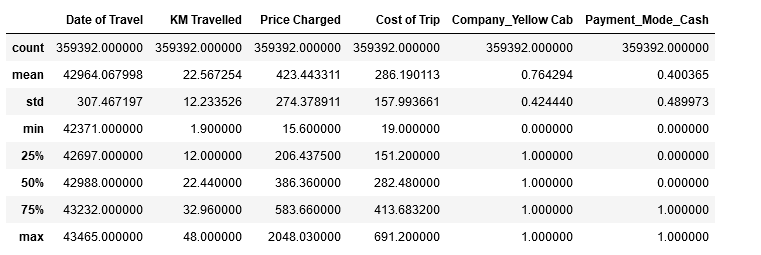 Date of Travel KM Travelled Price Charged Cost of Trip Company_Yellow Cab Payment_Mode_Cash
count 359392.000000 359392.000000 359392.000000 359392.000000 359392.000000 359392.000000
mean 42964.067998 22.567254 423.443311 286.190113 0.764294 0.400365
std 307.467197 12.233526 274.378911 157.993661 0.424440 0.489973
min 42371.000000 1.900000 15.600000 19.000000 0.000000 0.000000
25% 42697.000000 12.000000 206.437500 151.200000 1.000000 0.000000
50% 42988.000000 22.440000 386.360000 282.480000 1.000000 0.000000
75% 43232.000000 32.960000 583.660000 413.683200 1.000000 1.000000
max 43465.000000 48.000000 2048.030000 691.200000 1.000000 1.000000